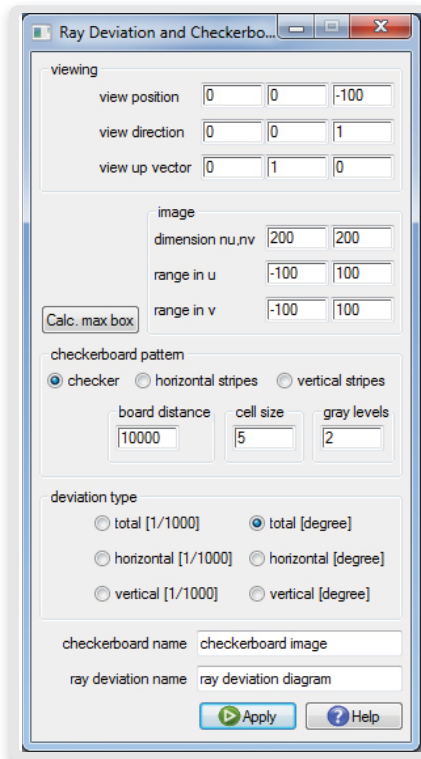 Ray Deviation and Checkerbo...
viewing
view position 0 0 -100
view direction 0 0 1
view up vector 0 1 0
image
dimension nu,nv 200 200
range in u -100 100
range in v -100 100
Calc. max box
checkerboard pattern
checker horizontal stripes vertical stripes
board distance cell size gray levels
10000 5 2
deviation type
total [1/1000] total [degree]
horizontal [1/1000] horizontal [degree]
vertical [1/1000] vertical [degree]
checkerboard name checkerboard image
ray deviation name ray deviation diagram
Apply ? Help